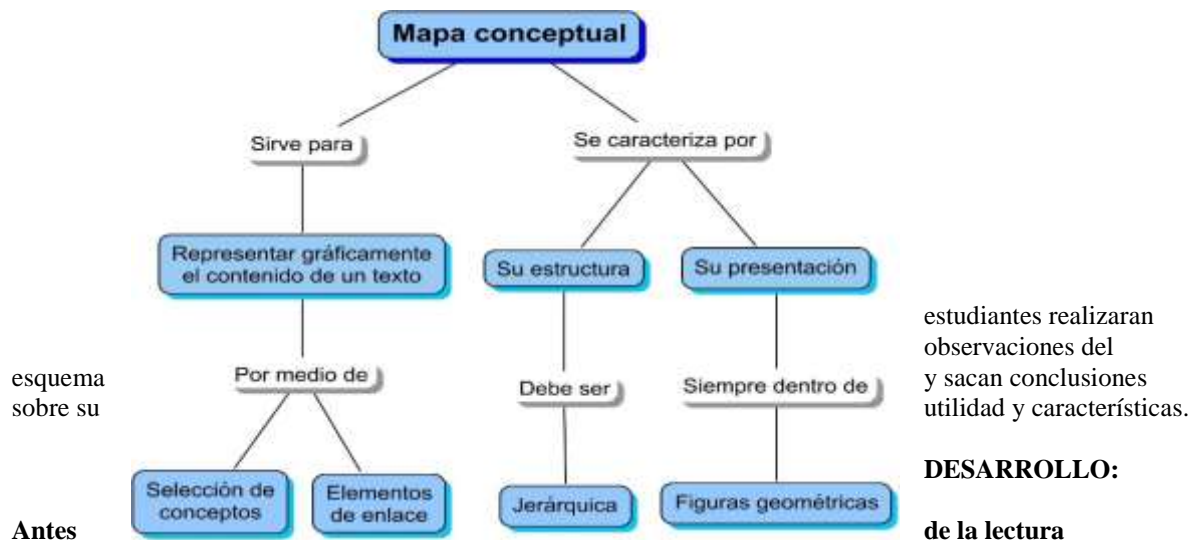 Mapa conceptual
Sirve para
Se caracteriza por
Representar gráficamente
el contenido de un texto
Su estructura
Su presentación
Por medio de
Debe ser
Siempre dentro de
Selección de
conceptos
Elementos
de enlace
Jerárquica
Figuras geométricas
estudiantes realizaran
observaciones del
esquema y sacan conclusiones
sobre su utilidad y características.
DESARROLLO:
Antes de la lectura